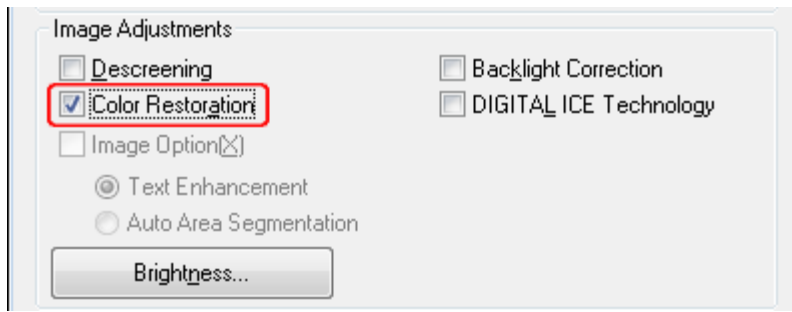 Image Adjustments
Descreening
Backlight Correction
Color Restoration
DIGITAL ICE Technology
Image Option(X)
Text Enhancement
Auto Area Segmentation
Brightness...